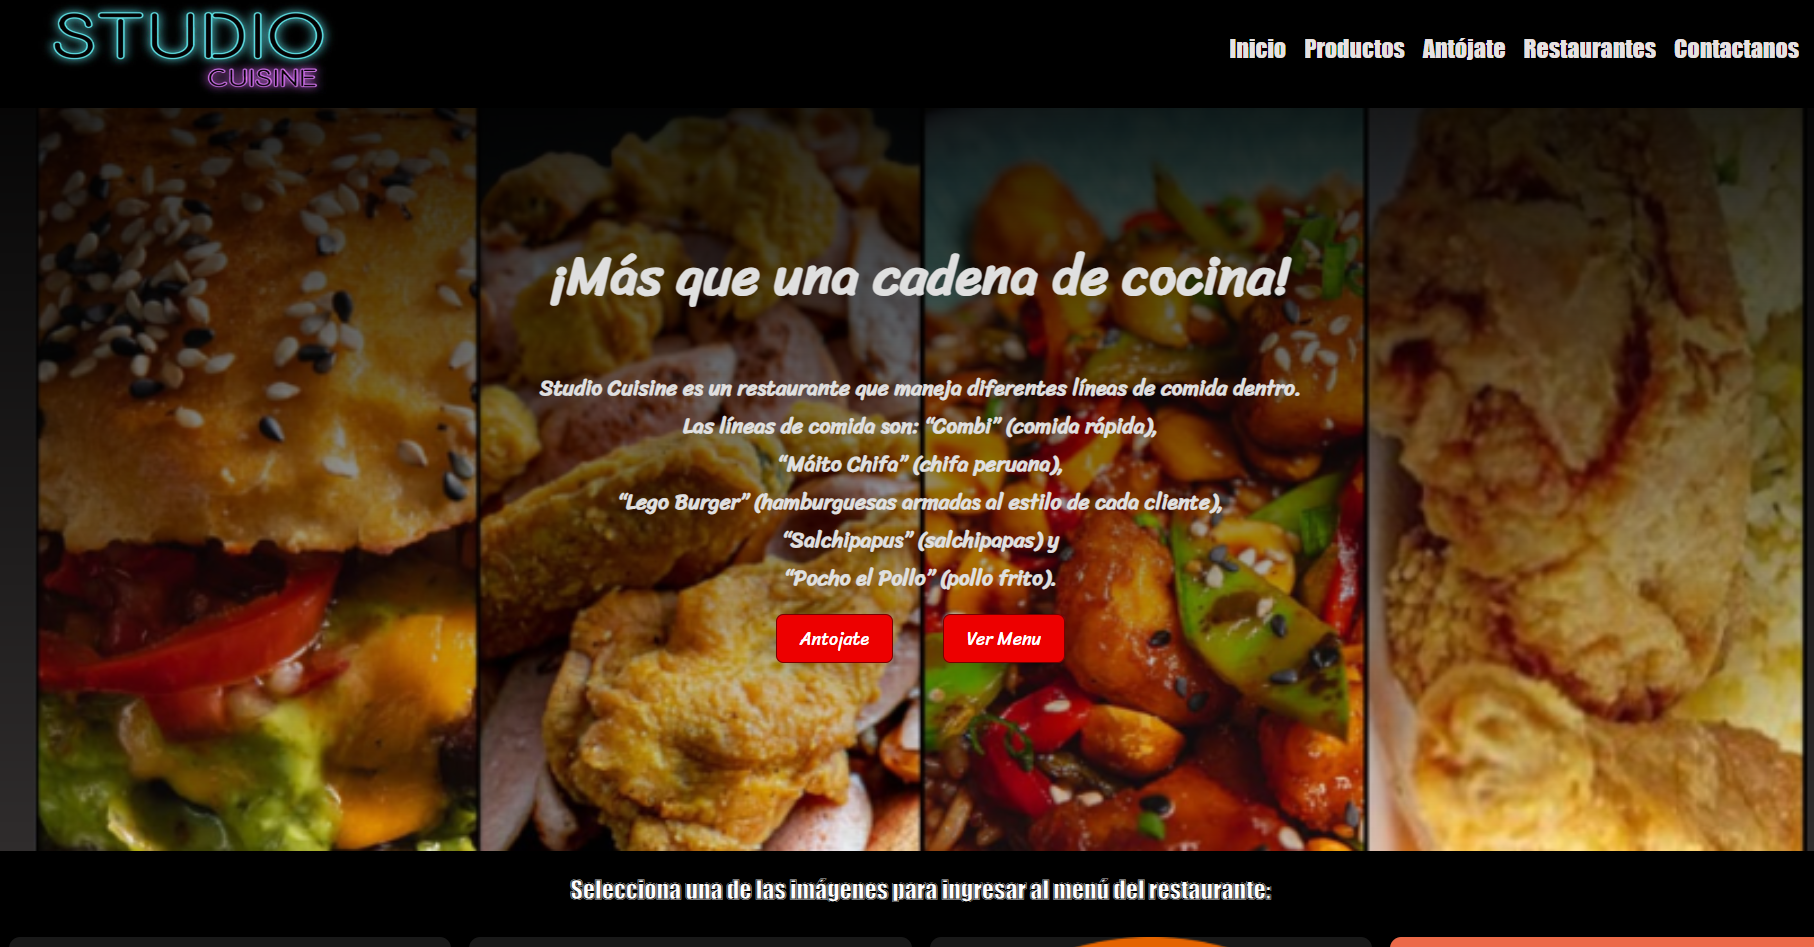 STUDIO
CUISINE
Inicio Productos Antójate Restaurantes Contactanos
¡Más que una cadena de cocina!
Studio Cuisine es un restaurante que maneja diferentes líneas de comida dentro.
Las líneas de comida son: “Combi” (comida rápida),
“Máito Chifa” (chifa peruana),
“Lego Burger” (hamburguesas armadas al estilo de cada cliente),
“Salchipapus” (salchipapas) y
“Pocho el Pollo” (pollo frito).
Antojate Ver Menu
Selecciona una de las imágenes para ingresar al menú del restaurante: